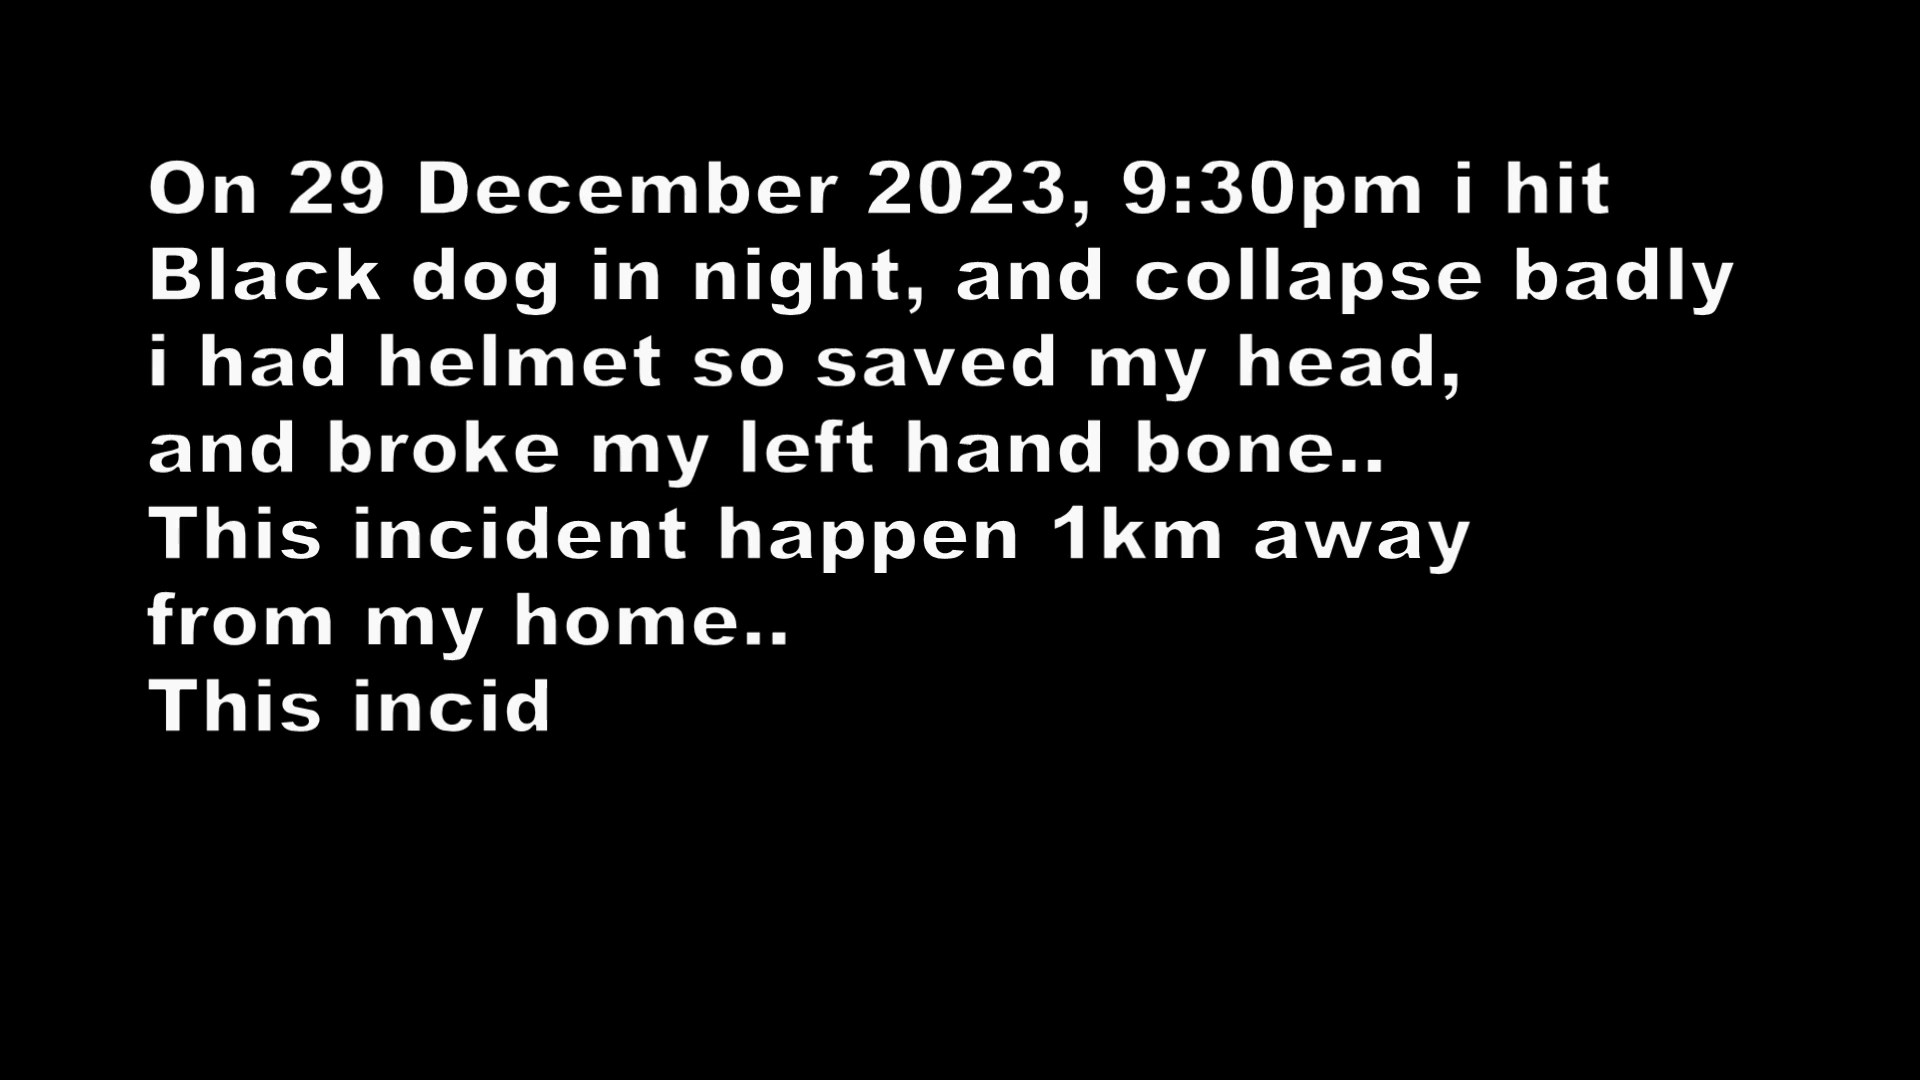 On 29 December 2023, 9:30pm i hit
Black dog in night, and collapse badly
i had helmet so saved my head,
and broke my left hand bone..
This incident happen 1km away
from my home..
This incid